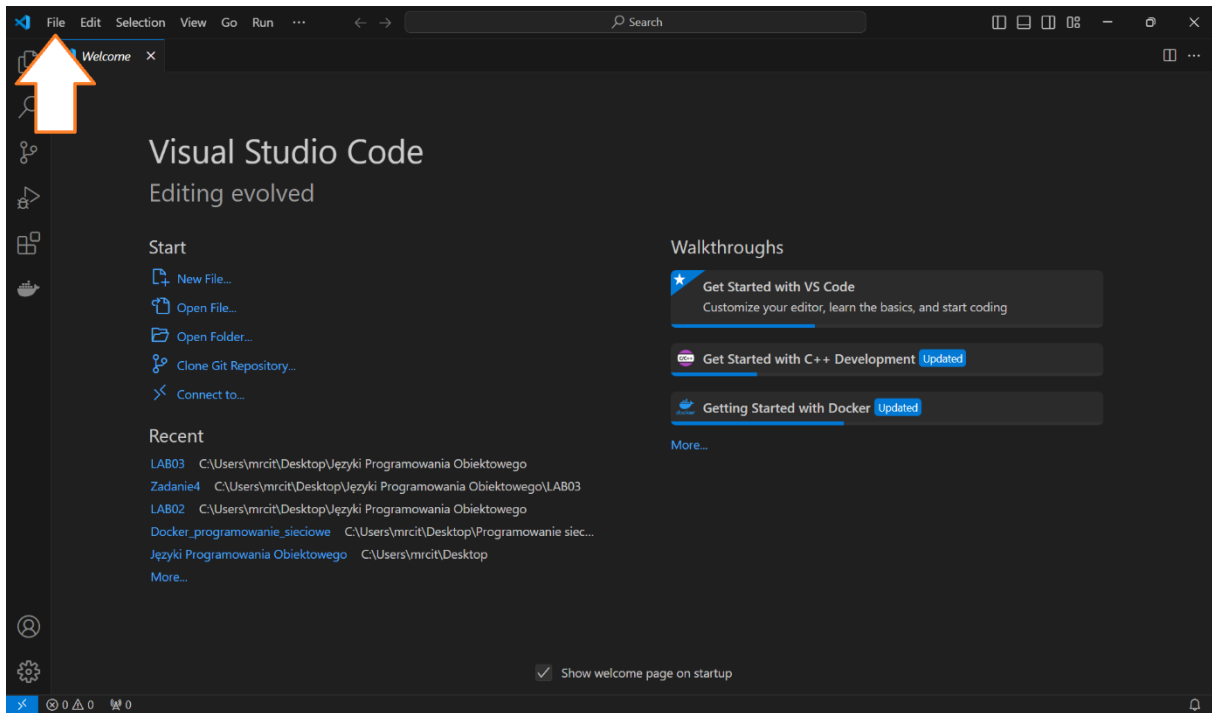 File Edit Selection View Go Run ··· Search
Welcome
Visual Studio Code
Editing evolved
Start
New File...
Open File...
Open Folder...
Clone Git Repository...
Connect to...
Recent
LAB03 C:\Users\mrcit\Desktop\Języki Programowania Obiektowego
Zadanie4 C:\Users\mrcit\Desktop\Języki Programowania Obiektowego\LAB03
LAB02 C:\Users\mrcit\Desktop\Języki Programowania Obiektowego
Docker_programowanie_sieciowe C:\Users\mrcit\Desktop\Programowanie siec...
Języki Programowania Obiektowego C:\Users\mrcit\Desktop
More...
Walkthroughs
Get Started with VS Code
Customize your editor, learn the basics, and start coding
C/C++ Get Started with C++ Development Updated
docker Getting Started with Docker Updated
More...
Show welcome page on startup
0 0 0